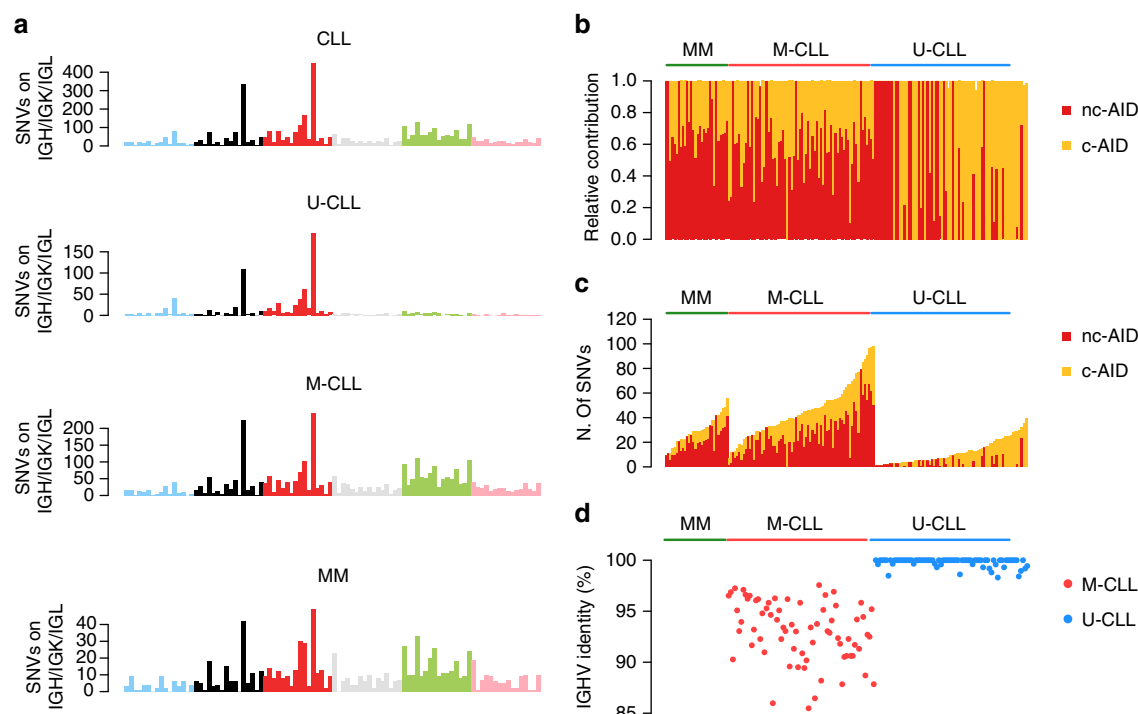 a
CLL
SNVs on
IGH/IGK/IGL
400
300
200
100
0
U-CLL
SNVs on
IGH/IGK/IGL
150
100
50
0
M-CLL
SNVs on
IGH/IGK/IGL
200
150
100
50
0
MM
SNVs on
IGH/IGK/IGL
40
30
20
10
0
b
MM M-CLL U-CLL
Relative contribution
1.0
0.8
0.6
0.4
0.2
0.0
nc-AID
c-AID
c
MM M-CLL U-CLL
N. Of SNVs
120
100
80
60
40
20
0
nc-AID
c-AID
d
MM M-CLL U-CLL
IGHV identity (%)
100
95
90
85
M-CLL
U-CLL